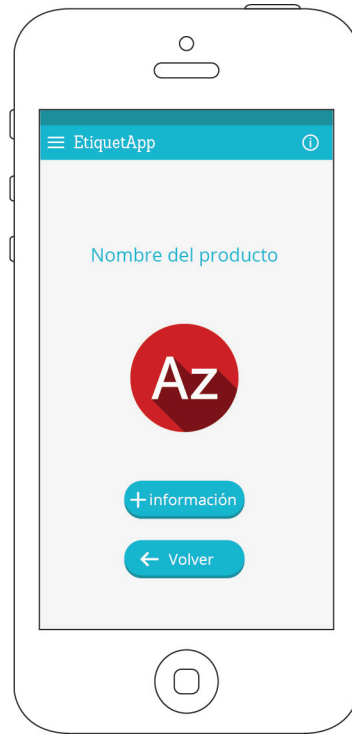 EtiquetApp
Nombre del producto
Az
+información
Volver